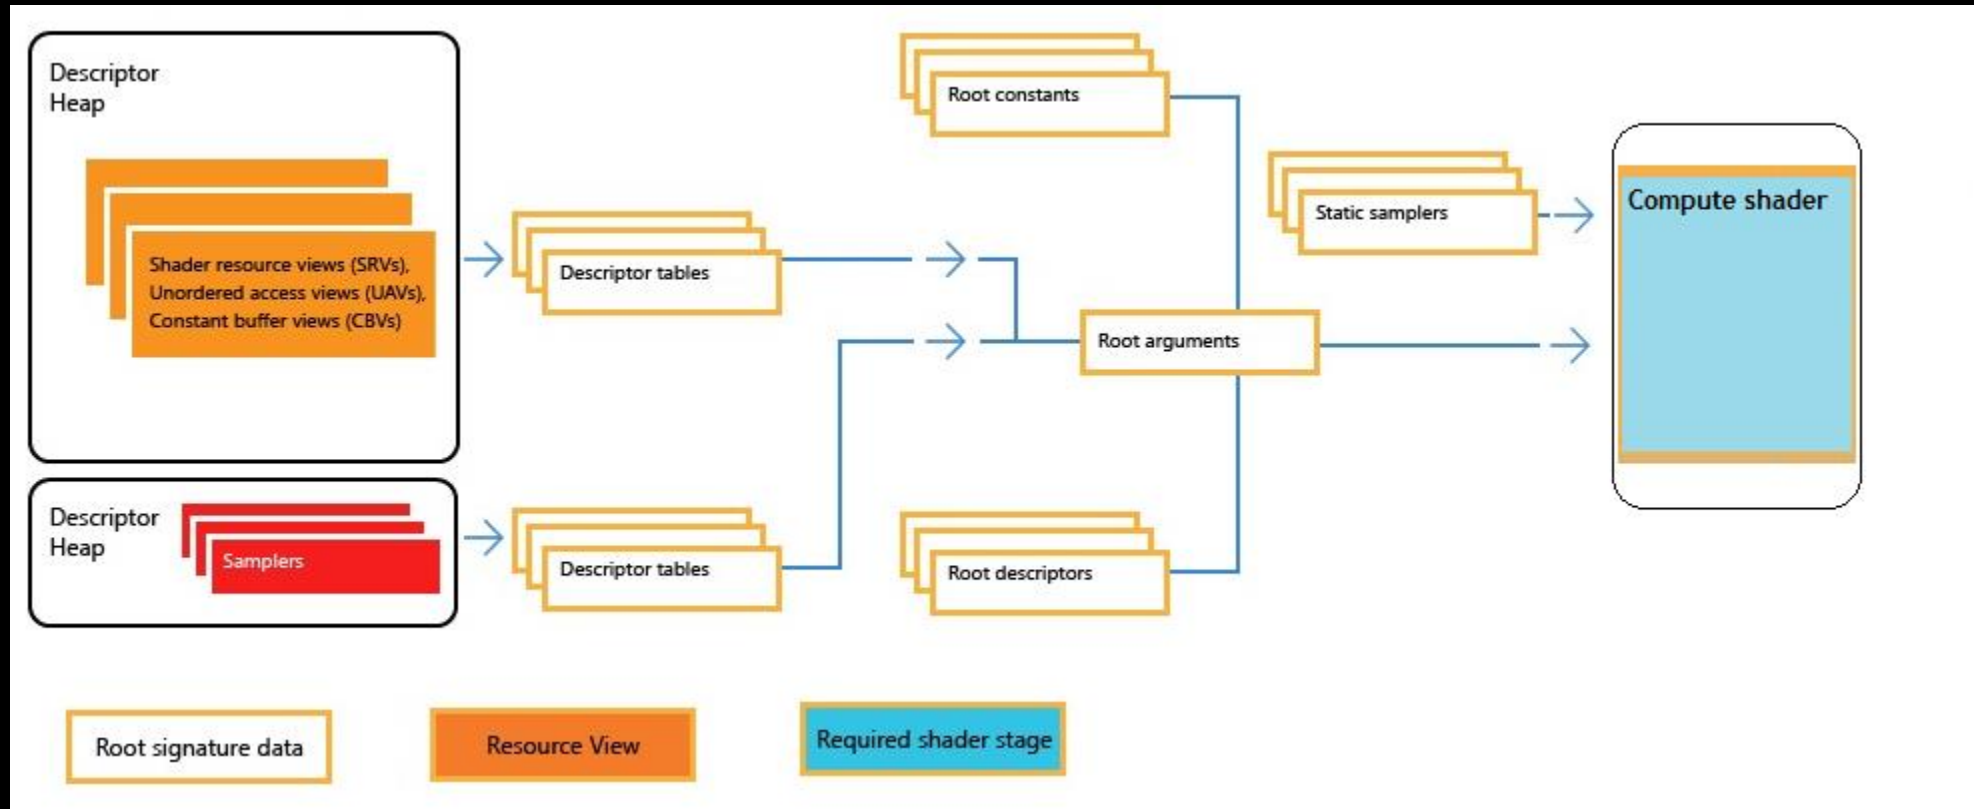 Descriptor
Heap
Shader resource views (SRVs),
Unordered access views (UAVs),
Constant buffer views (CBVs)
Descriptor tables
Root constants
Static samplers
Root arguments
Compute shader
Descriptor
Heap
Samplers
Descriptor tables
Root descriptors
Root signature data
Resource View
Required shader stage